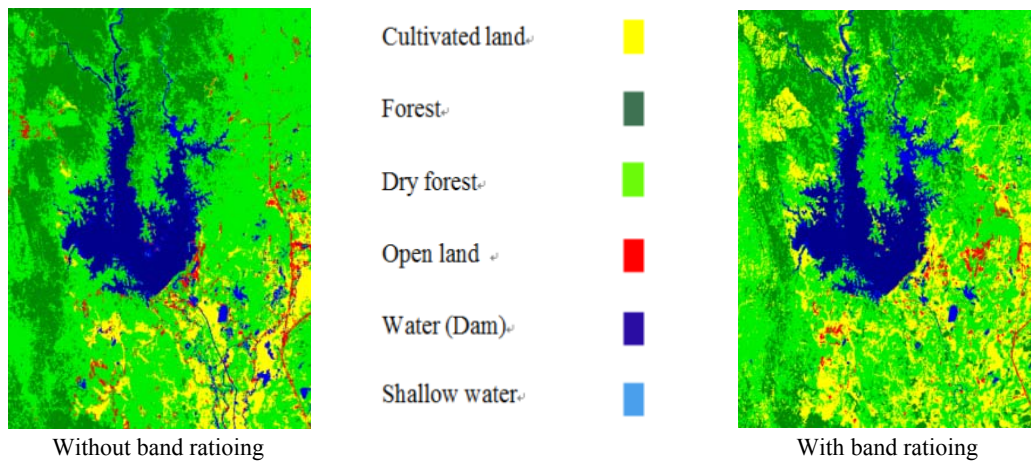 Cultivated land
Forest
Dry forest
Open land
Water (Dam)
Shallow water
Without band ratioing
With band ratioing